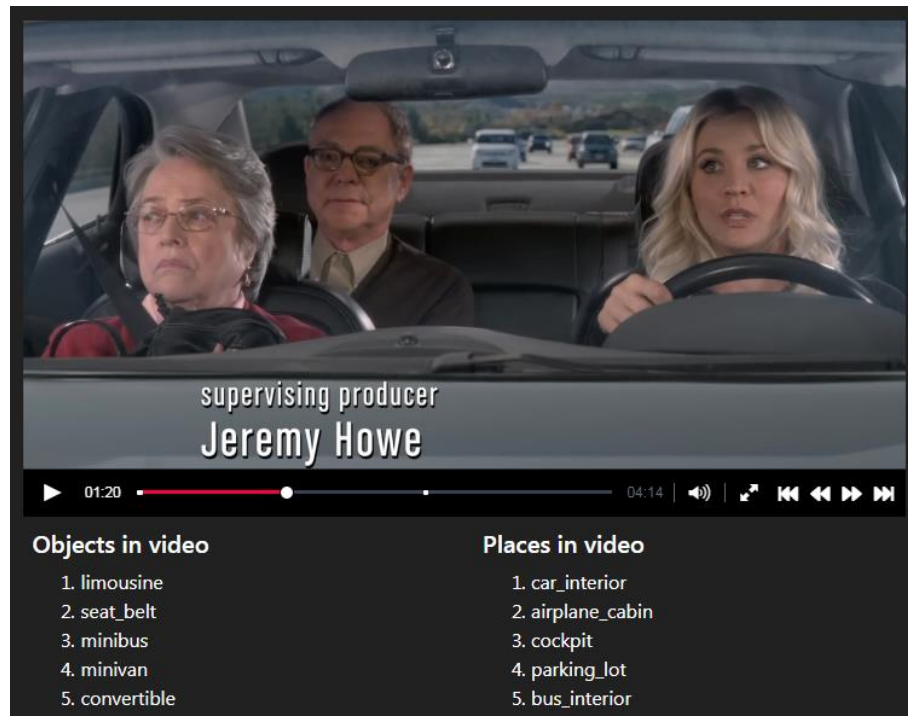 supervising producer
Jeremy Howe
01:20
04:14
Objects in video
1. limousine
2. seat_belt
3. minibus
4. minivan
5. convertible
Places in video
1. car_interior
2. airplane_cabin
3. cockpit
4. parking_lot
5. bus_interior